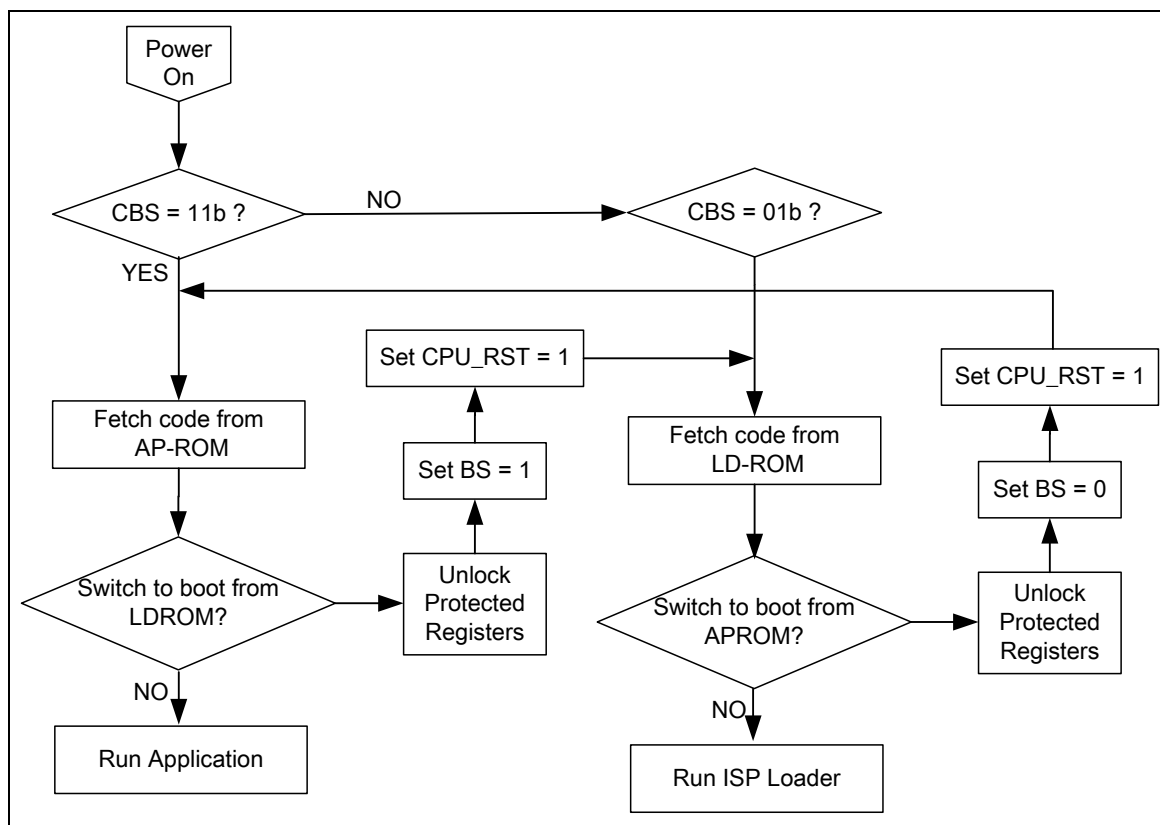 Power
On
CBS = 11b ?
NO
CBS = 01b ?
YES
Set CPU_RST = 1
Set CPU_RST = 1
Fetch code from
AP-ROM
Fetch code from
LD-ROM
Set BS = 1
Set BS = 0
Switch to boot from
LDROM?
Unlock
Protected
Registers
Switch to boot from
APROM?
Unlock
Protected
Registers
NO
NO
Run Application
Run ISP Loader